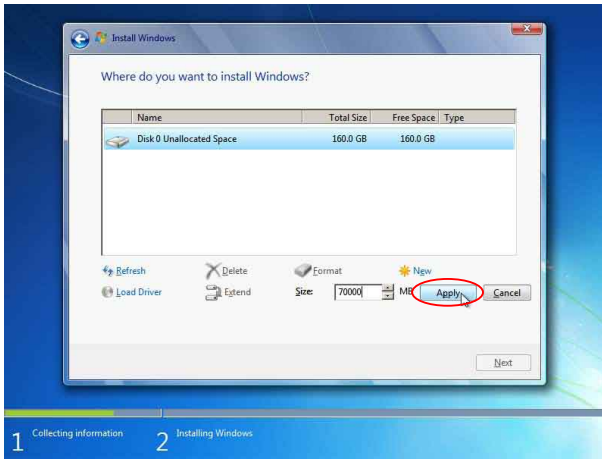 Install Windows
Where do you want to install Windows?
Name Total Size Free Space Type
Disk 0 Unallocated Space 160.0 GB 160.0 GB
Refresh Delete Format New
Load Driver Extend Size: 70000 MB Apply Cancel
Next
1 Collecting information 2 Installing Windows